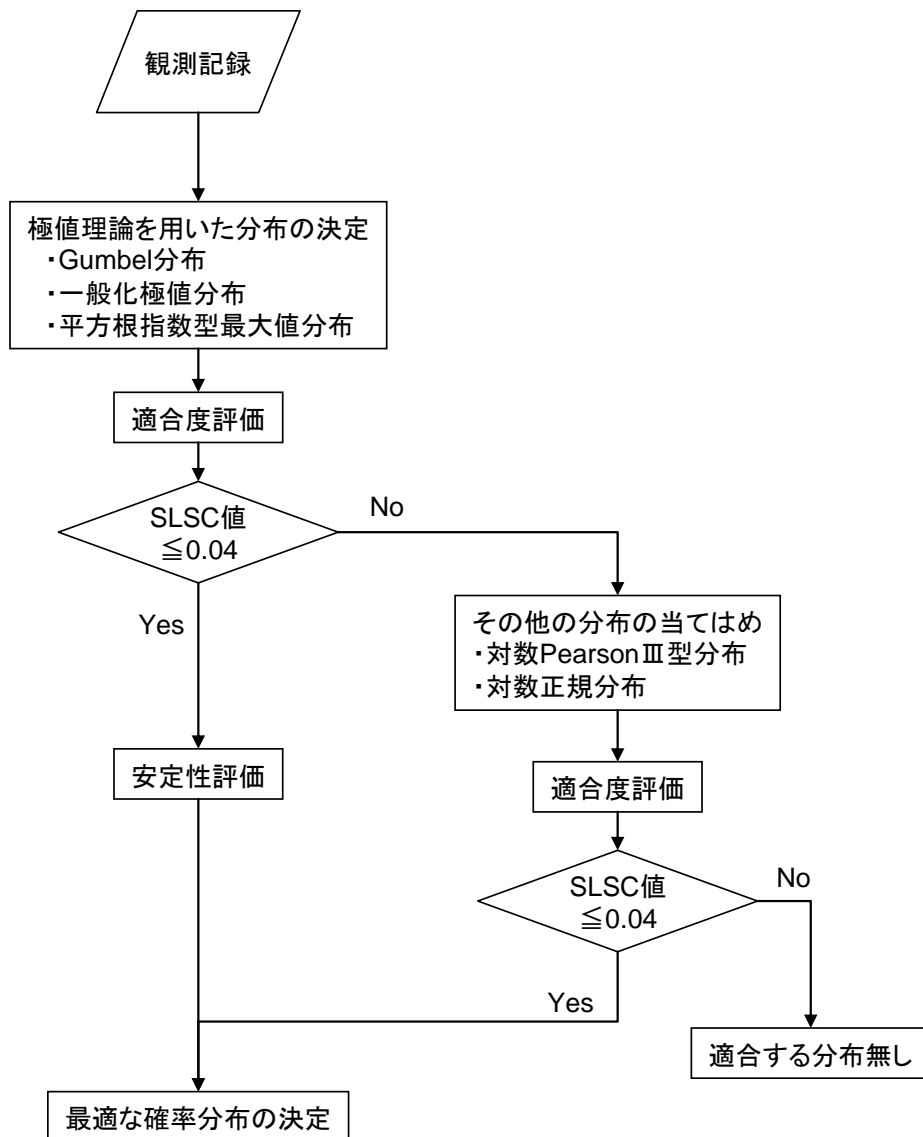 観測記録
極値理論を用いた分布の決定
・Gumbel分布
・一般化極値分布
・平方根指数型最大値分布
適合度評価
SLSC値
≦0.04
No
Yes
その他の分布の当てはめ
・対数PearsonⅢ型分布
・対数正規分布
安定性評価
適合度評価
SLSC値
≦0.04
No
Yes
適合する分布無し
最適な確率分布の決定